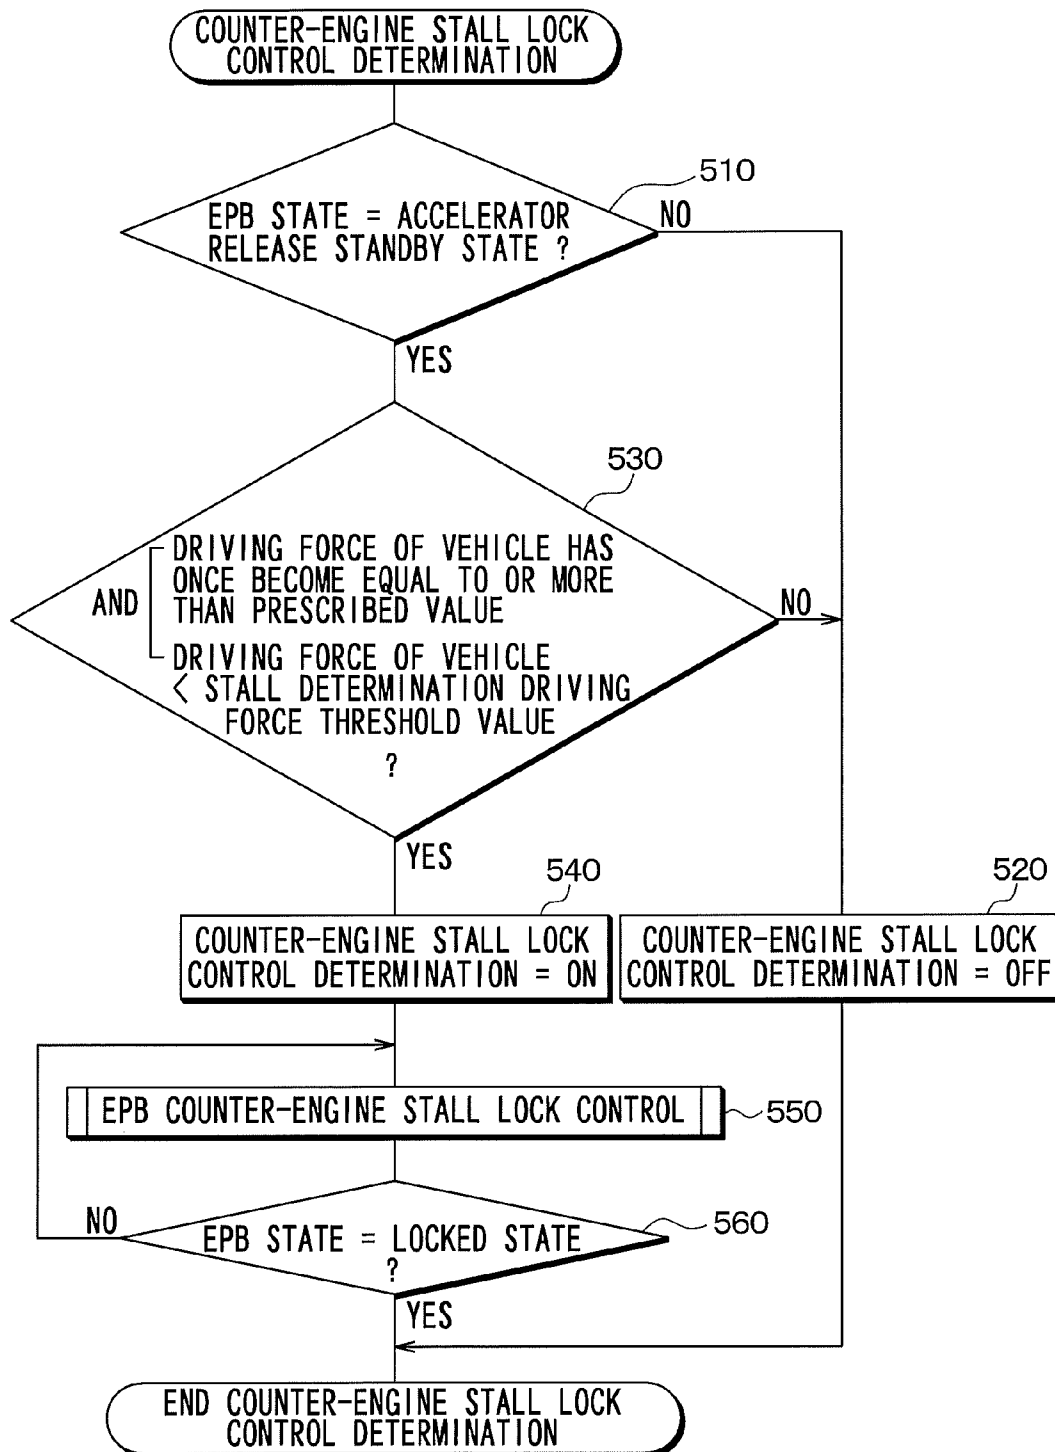 COUNTER-ENGINE STALL LOCK
CONTROL DETERMINATION
510
EPB STATE = ACCELERATOR
RELEASE STANDBY STATE ?
NO
YES
530
DRIVING FORCE OF VEHICLE HAS
ONCE BECOME EQUAL TO OR MORE
THAN PRESCRIBED VALUE
AND
DRIVING FORCE OF VEHICLE
< STALL DETERMINATION DRIVING
FORCE THRESHOLD VALUE
?
NO
YES
540
COUNTER-ENGINE STALL LOCK
CONTROL DETERMINATION = ON
520
COUNTER-ENGINE STALL LOCK
CONTROL DETERMINATION = OFF
EPB COUNTER-ENGINE STALL LOCK CONTROL
550
NO
EPB STATE = LOCKED STATE
?
560
YES
END COUNTER-ENGINE STALL LOCK
CONTROL DETERMINATION